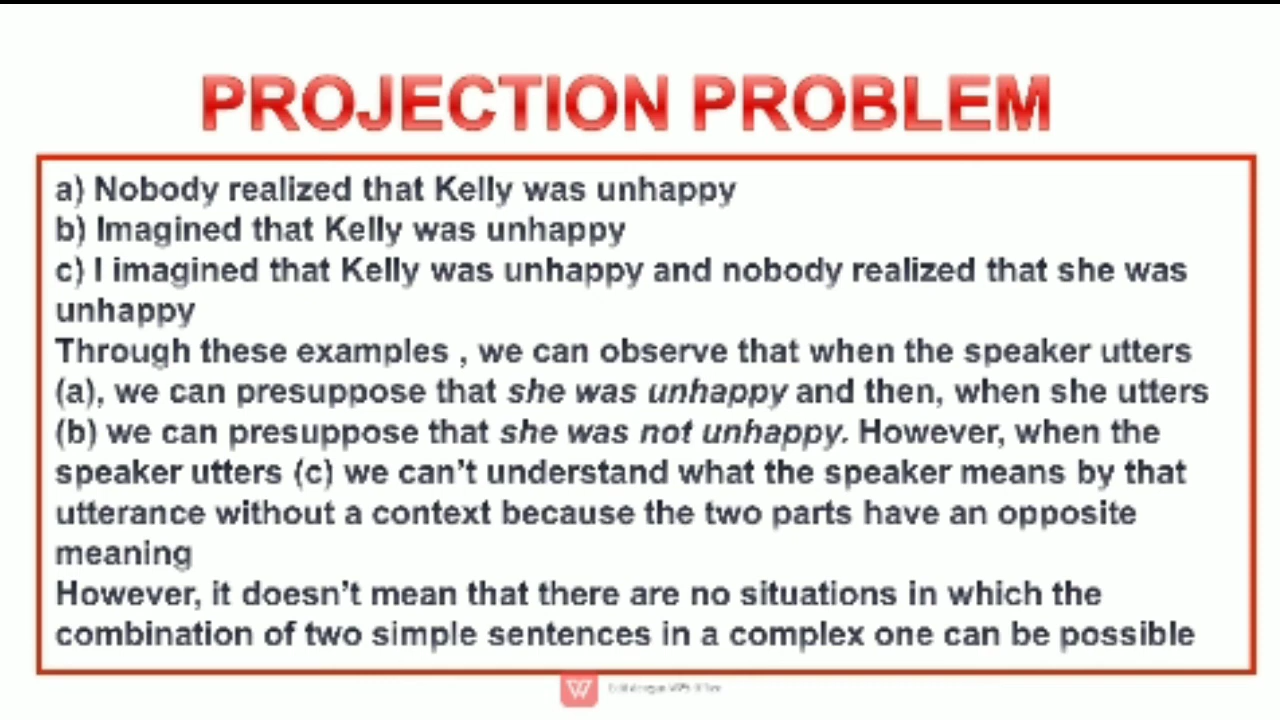 PROJECTION PROBLEM
a) Nobody realized that Kelly was unhappy
b) Imagined that Kelly was unhappy
c) I imagined that Kelly was unhappy and nobody realized that she was
unhappy
Through these examples , we can observe that when the speaker utters
(a), we can presuppose that she was unhappy and then, when she utters
(b) we can presuppose that she was not unhappy. However, when the
speaker utters (c) we can't understand what the speaker means by that
utterance without a context because the two parts have an opposite
meaning
However, it doesn't mean that there are no situations in which the
combination of two simple sentences in a complex one can be possible